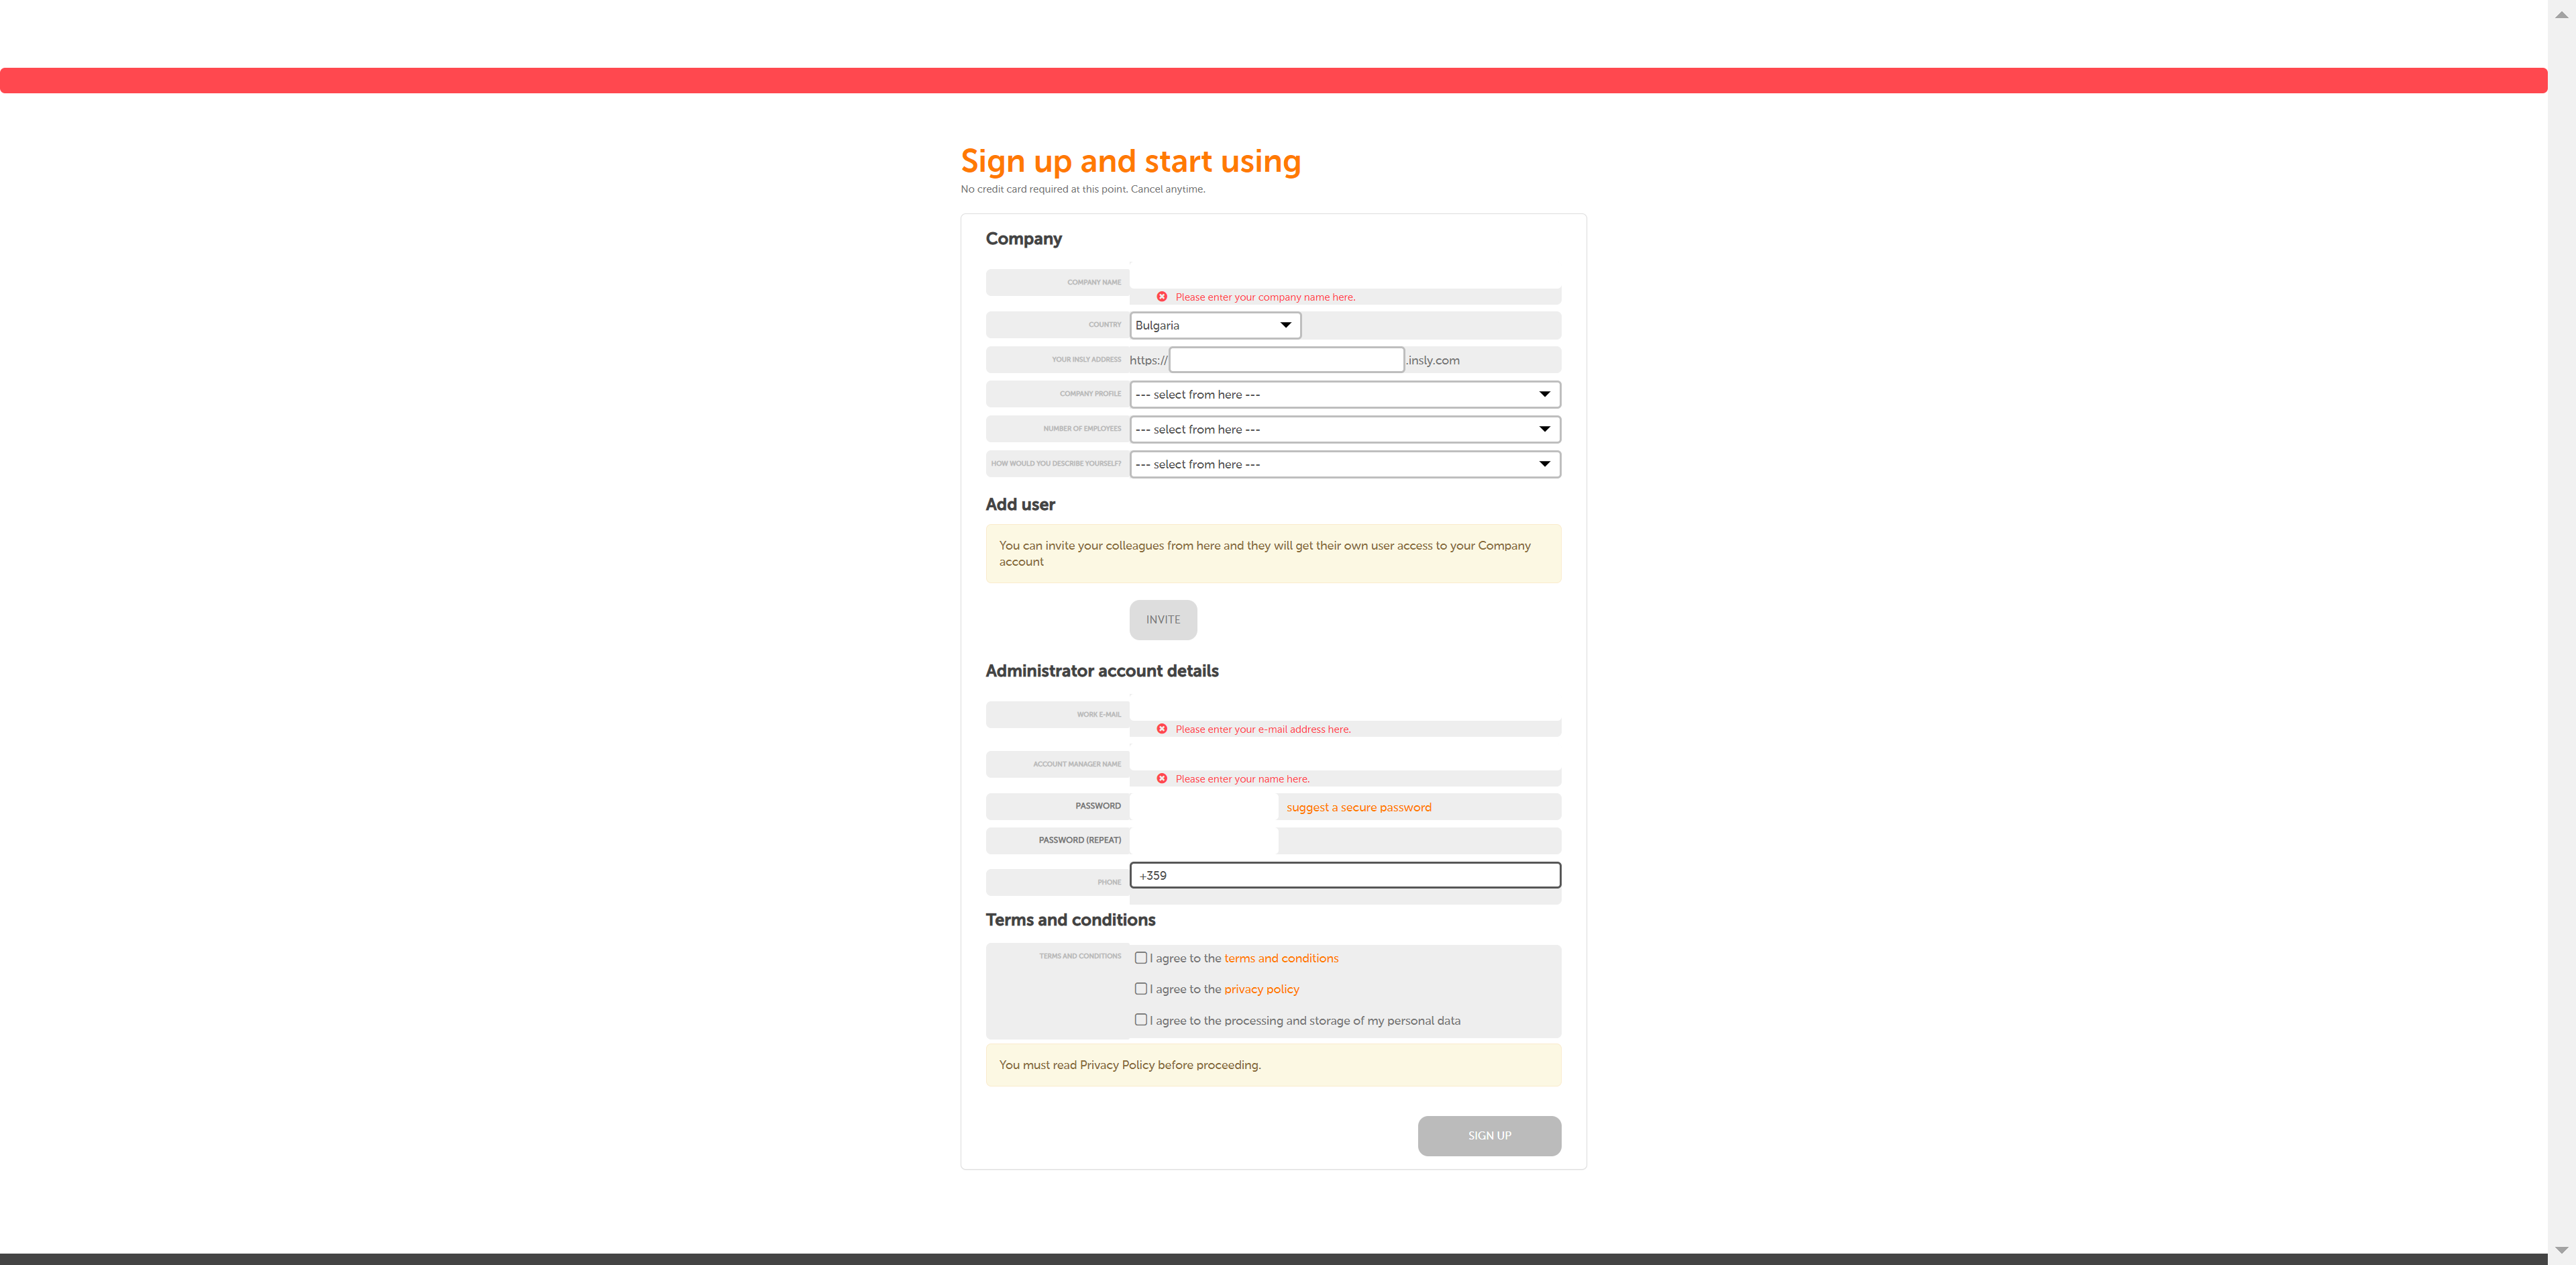 Sign up and start using
No credit card required at this point. Cancel anytime.
Company
COMPANY NAME
Please enter your company name here.
COUNTRY
Bulgaria
YOUR INSLY ADDRESS
https://
.insly.com
COMPANY PROFILE
--- select from here ---
NUMBER OF EMPLOYEES
--- select from here ---
HOW WOULD YOU DESCRIBE YOURSELF?
--- select from here ---
Add user
You can invite your colleagues from here and they will get their own user access to your Company
account
INVITE
Administrator account details
WORK E-MAIL
Please enter your e-mail address here.
ACCOUNT MANAGER NAME
Please enter your name here.
PASSWORD
suggest a secure password
PASSWORD (REPEAT)
PHONE
+359
Terms and conditions
TERMS AND CONDITIONS
I agree to the terms and conditions
I agree to the privacy policy
I agree to the processing and storage of my personal data
You must read Privacy Policy before proceeding.
SIGN UP